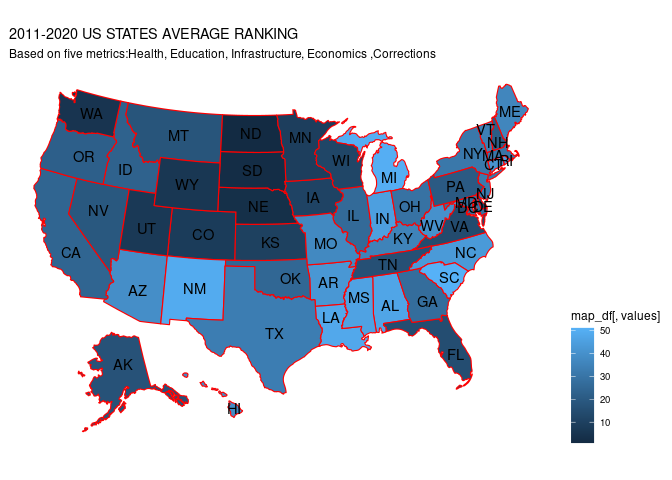 2011-2020 US STATES AVERAGE RANKING
Based on five metrics:Health, Education, Infrastructure, Economics ,Corrections
WA
MT
ND
MN
ME
VT
NH
OR
ID
SD
WI
NY
MA
CT
RI
WY
MI
NV
UT
NE
IA
PA
NJ
CO
IL
IN
OH
MD
DC
DE
CA
KS
MO
WV
VA
KY
NC
AZ
NM
OK
AR
TN
SC
TX
MS
AL
GA
LA
FL
AK
HI
map_df[, values]
50
40
30
20
10